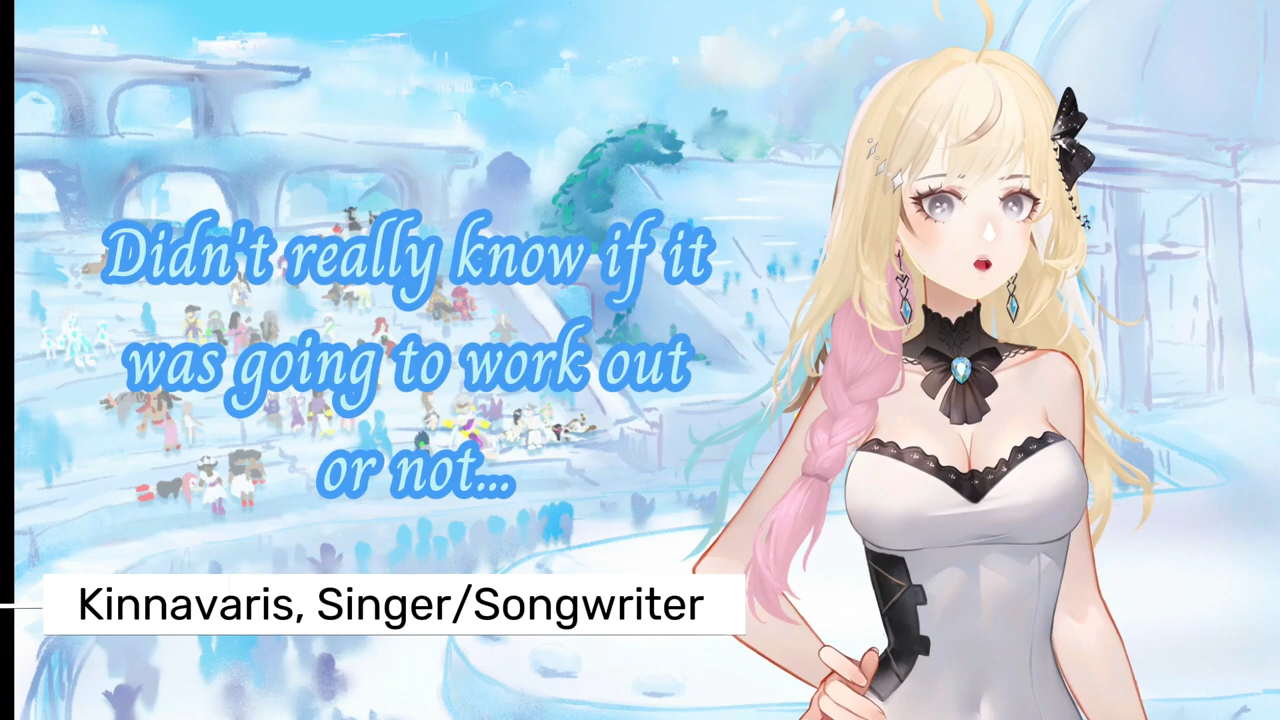 Didn't really know if it
was going to work out
or not...
Kinnavaris, Singer/Songwriter